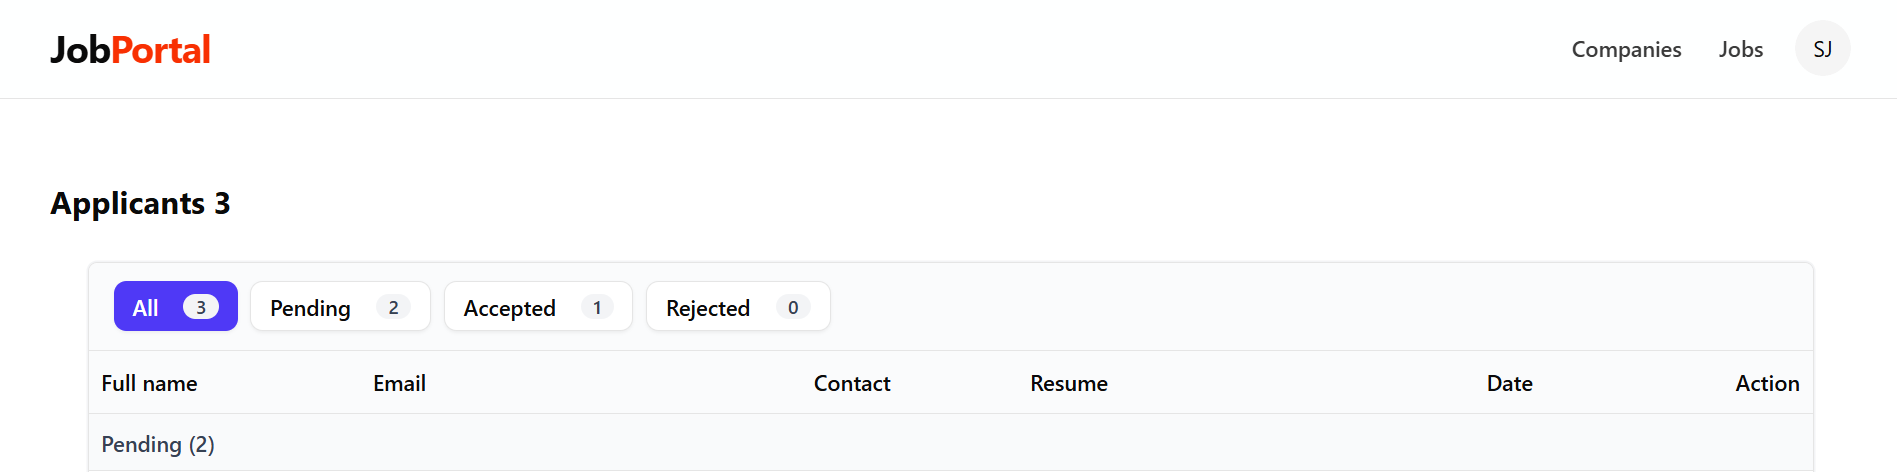 JobPortal Companies Jobs SJ
Applicants 3
All 3 Pending 2 Accepted 1 Rejected 0
Full name Email Contact Resume Date Action
Pending (2)